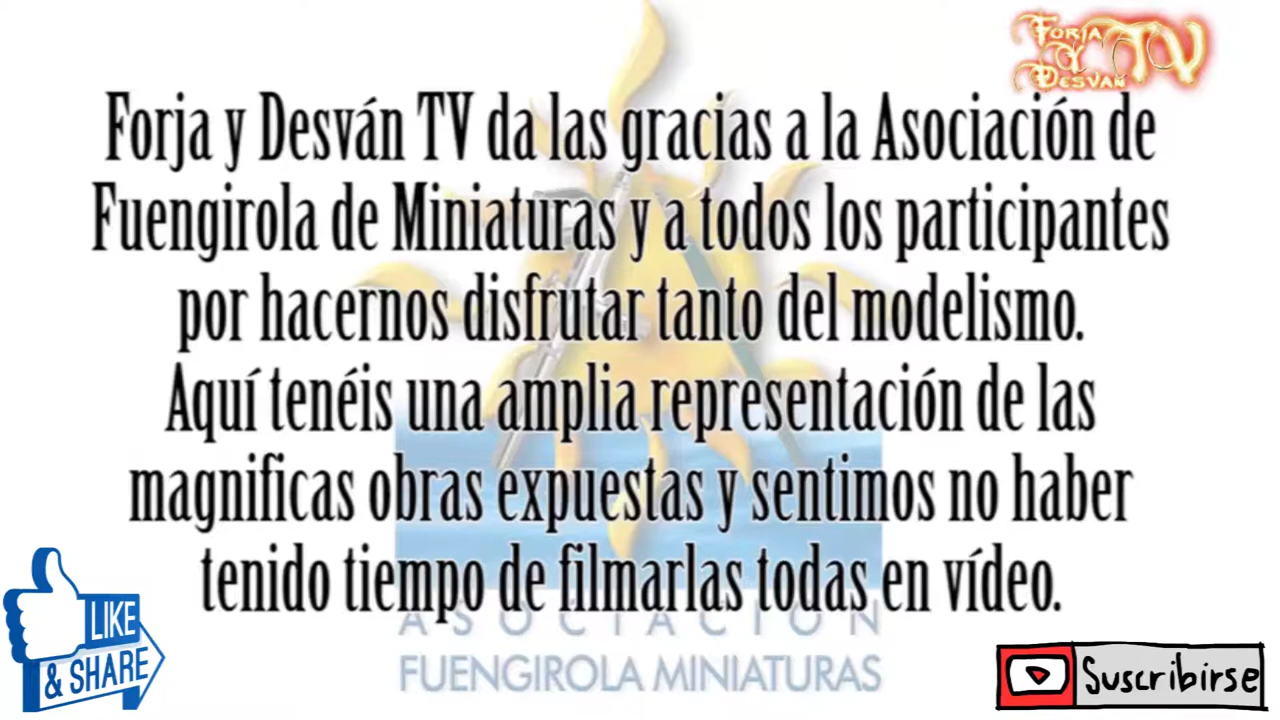 Forja
Y
Desván
TV
Forja y Desván TV da las gracias a la Asociación de
Fuengirola de Miniaturas y a todos los participantes
por hacernos disfrutar tanto del modelismo.
Aquí tenéis una amplia representación de las
magnificas obras expuestas y sentimos no haber
tenido tiempo de filmarlas todas en vídeo.
LIKE
& SHARE
ASOCIACIÓN
FUENGIROLA MINIATURAS
Suscribirse